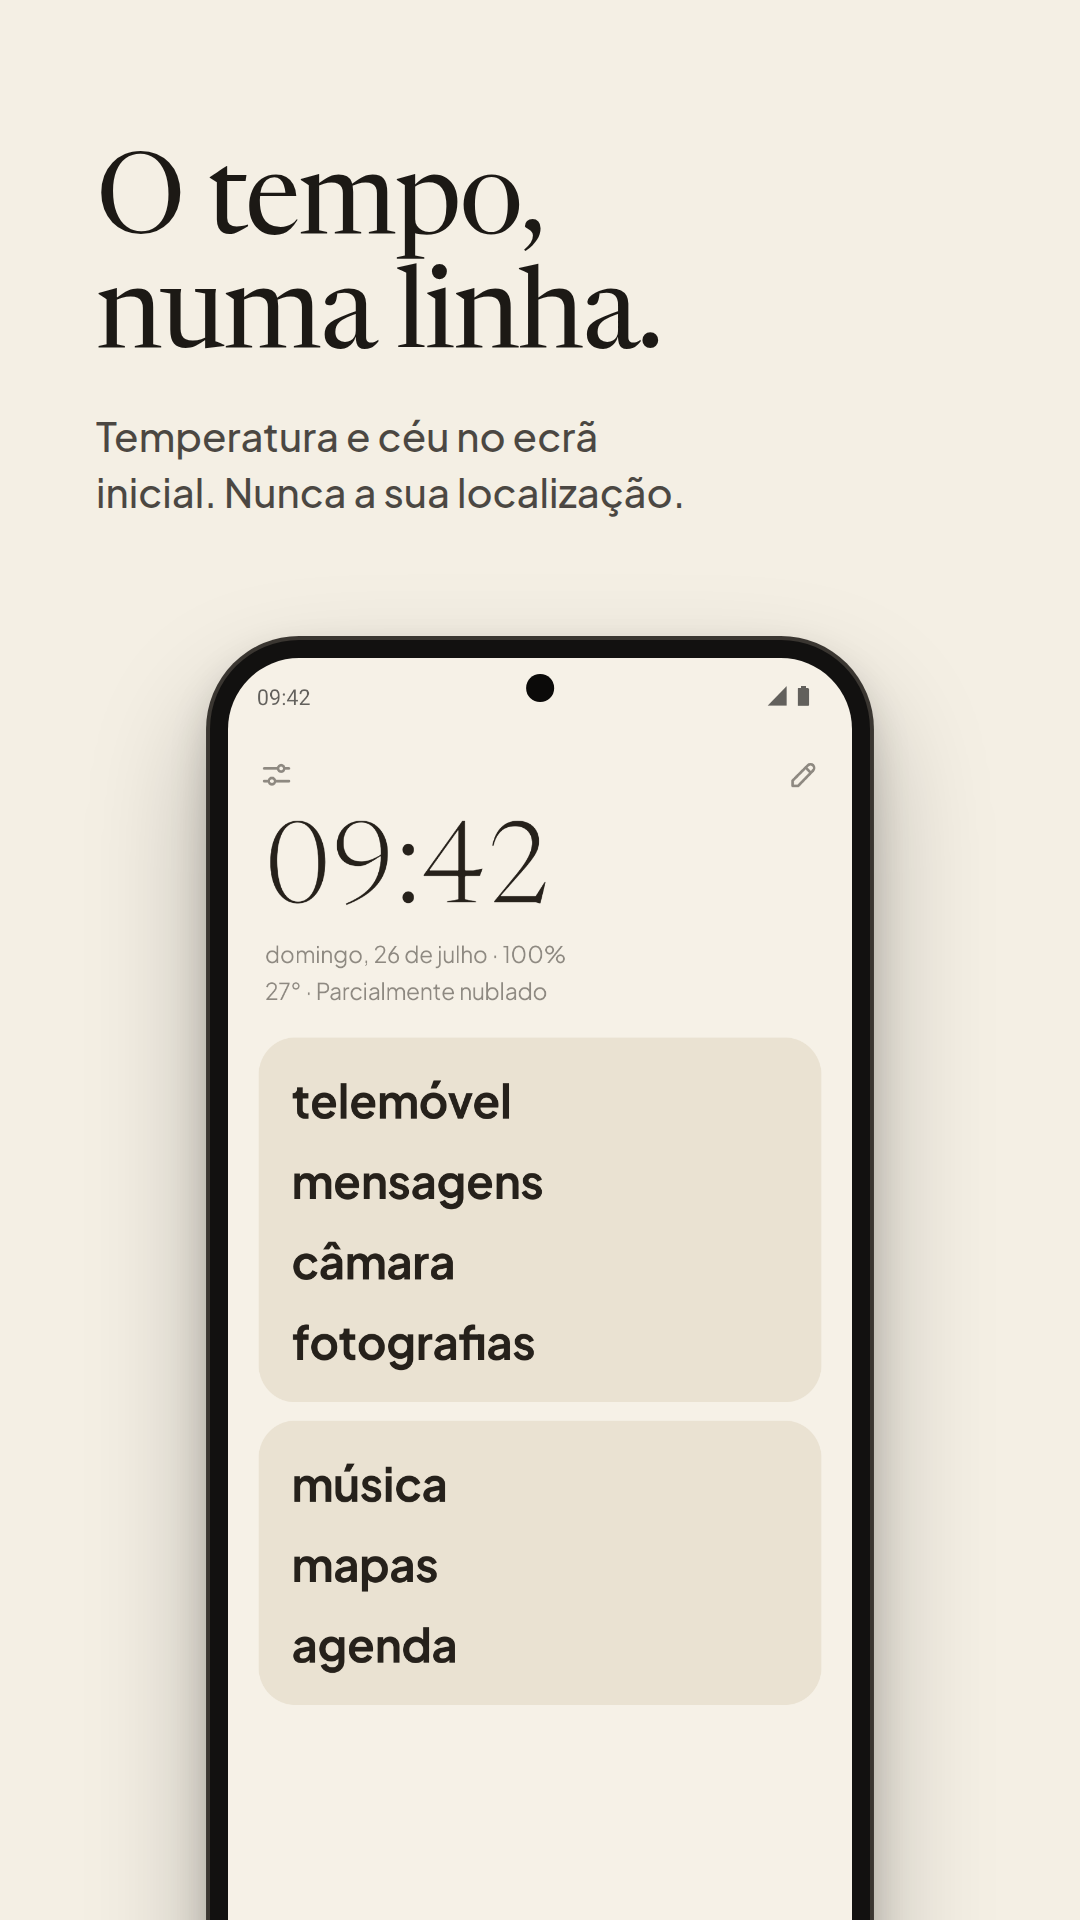 O tempo,
numa linha.
Temperatura e céu no ecrã
inicial. Nunca a sua localização.
09:42
09:42
domingo, 26 de julho · 100%
27° · Parcialmente nublado
telemóvel
mensagens
câmara
fotografias
música
mapas
agenda